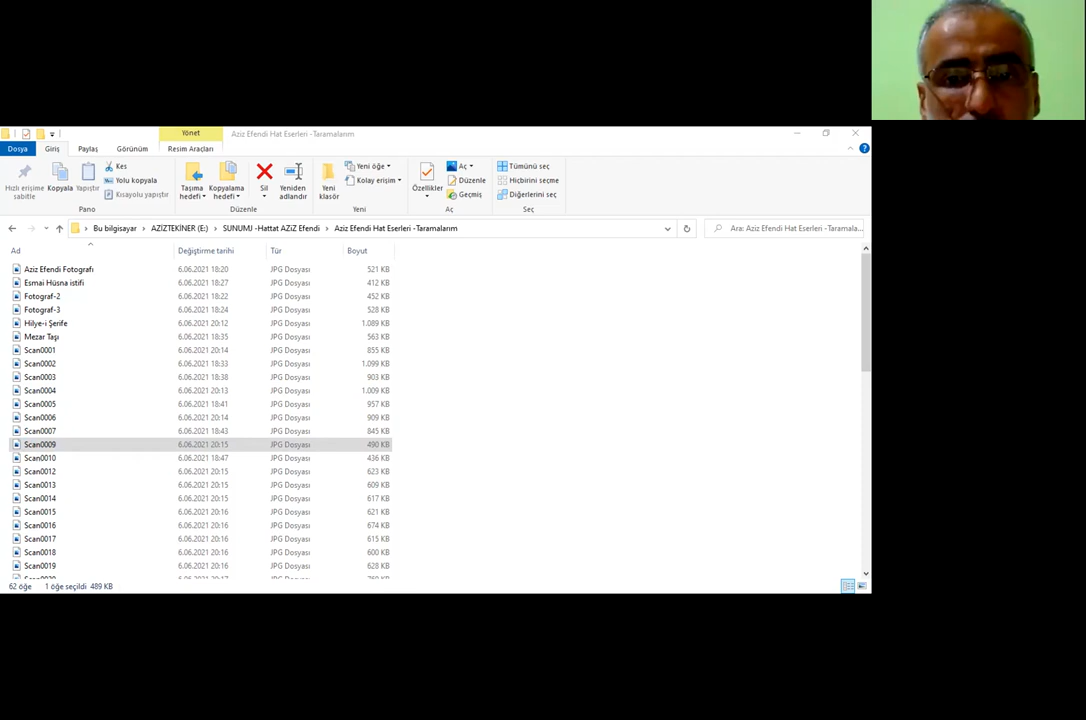 Yönet
Aziz Efendi Hat Eserleri -Taramalarım
Dosya Giriş Paylaş Görünüm Resim Araçları
Hızlı erişime sabitle
Kopyala
Yapıştır
Kes
Yolu kopyala
Kısayolu yapıştır
Taşıma hedefi
Kopyalama hedefi
Sil
Yeniden adlandır
Yeni klasör
Yeni öğe
Kolay erişim
Özellikler
Aç
Düzenle
Geçmiş
Tümünü seç
Hiçbirini seçme
Diğerlerini seç
Pano Düzenle Yeni Aç Seç
Bu bilgisayar AZİZTEKİNER (E:) SUNUMJ -Hattat AZiZ Efendi Aziz Efendi Hat Eserleri -Taramalarım
Ara: Aziz Efendi Hat Eserleri -Taramala...
Ad Değiştirme tarihi Tür Boyut
Aziz Efendi Fotografı 6.06.2021 18:20 JPG Dosyası 521 KB
Esmai Hüsna istifi 6.06.2021 18:27 JPG Dosyası 412 KB
Fotograf-2 6.06.2021 18:22 JPG Dosyası 452 KB
Fotograf-3 6.06.2021 18:24 JPG Dosyası 528 KB
Hilye-i Şerife 6.06.2021 20:12 JPG Dosyası 1.089 KB
Mezar Taşı 6.06.2021 18:35 JPG Dosyası 563 KB
Scan0001 6.06.2021 20:14 JPG Dosyası 855 KB
Scan0002 6.06.2021 18:33 JPG Dosyası 1.099 KB
Scan0003 6.06.2021 18:38 JPG Dosyası 903 KB
Scan0004 6.06.2021 20:13 JPG Dosyası 1.009 KB
Scan0005 6.06.2021 18:41 JPG Dosyası 957 KB
Scan0006 6.06.2021 20:14 JPG Dosyası 909 KB
Scan0007 6.06.2021 18:43 JPG Dosyası 845 KB
Scan0009 6.06.2021 20:15 JPG Dosyası 490 KB
Scan0010 6.06.2021 18:47 JPG Dosyası 436 KB
Scan0012 6.06.2021 20:15 JPG Dosyası 623 KB
Scan0013 6.06.2021 20:15 JPG Dosyası 609 KB
Scan0014 6.06.2021 20:15 JPG Dosyası 617 KB
Scan0015 6.06.2021 20:16 JPG Dosyası 621 KB
Scan0016 6.06.2021 20:16 JPG Dosyası 674 KB
Scan0017 6.06.2021 20:16 JPG Dosyası 615 KB
Scan0018 6.06.2021 20:16 JPG Dosyası 600 KB
Scan0019 6.06.2021 20:16 JPG Dosyası 628 KB
62 öğe 1 öğe seçildi 489 KB